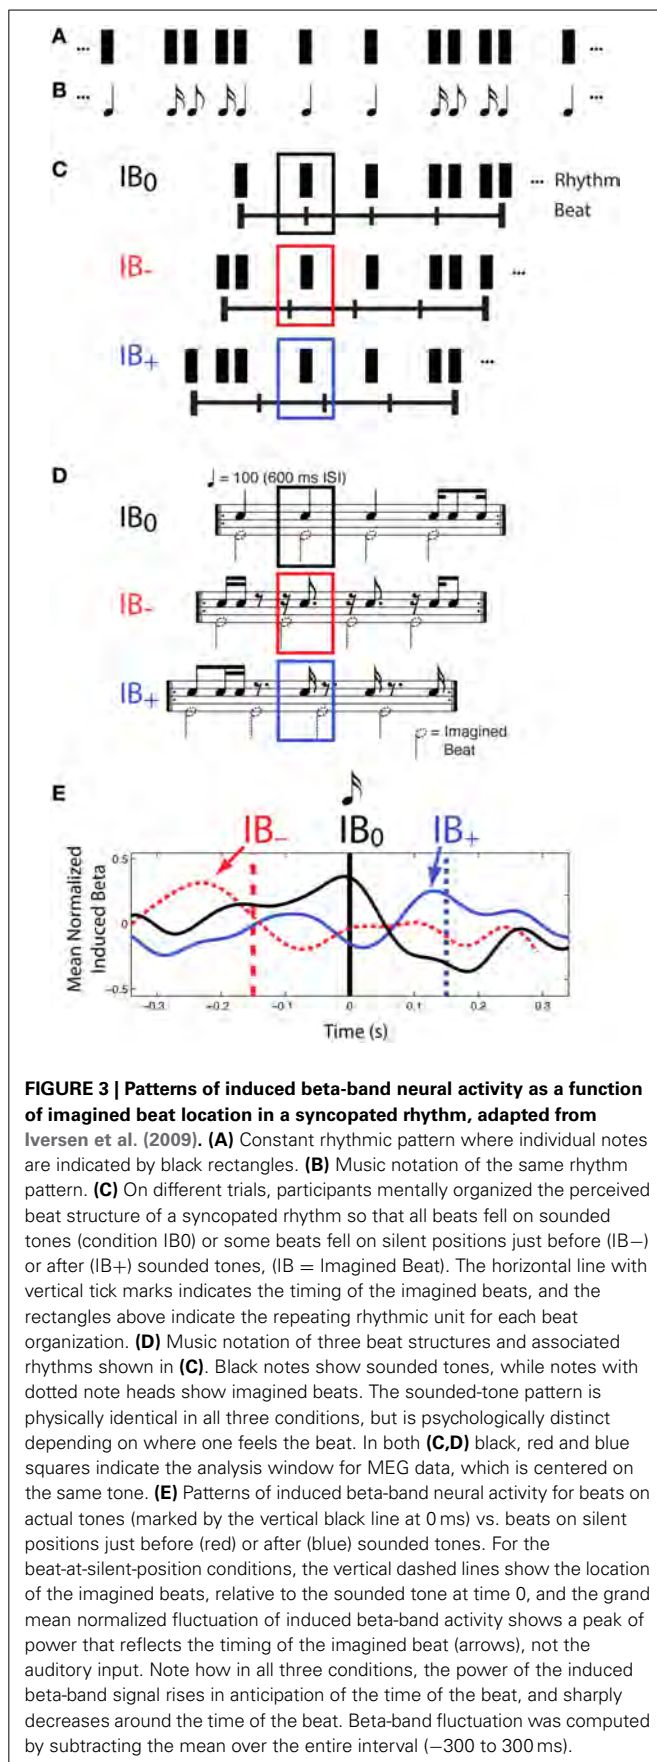 A ... ...
B ... ...
C
IB0
... Rhythm
Beat
IB–
...
IB+
...
D
♩ = 100 (600 ms ISI)
IB0
IB–
IB+
= Imagined
Beat
E
IB– IB0 IB+
Mean Normalized
Induced Beta
0.5
0
−0.5
−0.3 −0.2 −0.1 0 0.1 0.2 0.3
Time (s)
FIGURE 3 | Patterns of induced beta-band neural activity as a function
of imagined beat location in a syncopated rhythm, adapted from
Iversen et al. (2009). (A) Constant rhythmic pattern where individual notes
are indicated by black rectangles. (B) Music notation of the same rhythm
pattern. (C) On different trials, participants mentally organized the perceived
beat structure of a syncopated rhythm so that all beats fell on sounded
tones (condition IB0) or some beats fell on silent positions just before (IB−)
or after (IB+) sounded tones, (IB = Imagined Beat). The horizontal line with
vertical tick marks indicates the timing of the imagined beats, and the
rectangles above indicate the repeating rhythmic unit for each beat
organization. (D) Music notation of three beat structures and associated
rhythms shown in (C). Black notes show sounded tones, while notes with
dotted note heads show imagined beats. The sounded-tone pattern is
physically identical in all three conditions, but is psychologically distinct
depending on where one feels the beat. In both (C,D) black, red and blue
squares indicate the analysis window for MEG data, which is centered on
the same tone. (E) Patterns of induced beta-band neural activity for beats on
actual tones (marked by the vertical black line at 0 ms) vs. beats on silent
positions just before (red) or after (blue) sounded tones. For the
beat-at-silent-position conditions, the vertical dashed lines show the location
of the imagined beats, relative to the sounded tone at time 0, and the grand
mean normalized fluctuation of induced beta-band activity shows a peak of
power that reflects the timing of the imagined beat (arrows), not the
auditory input. Note how in all three conditions, the power of the induced
beta-band signal rises in anticipation of the time of the beat, and sharply
decreases around the time of the beat. Beta-band fluctuation was computed
by subtracting the mean over the entire interval (−300 to 300 ms).